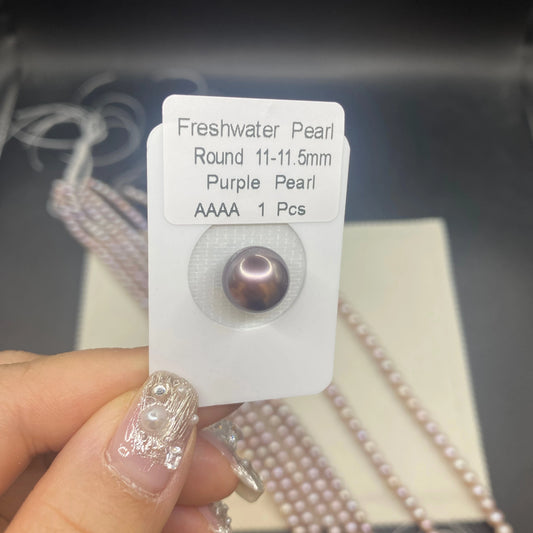 Freshwater Pearl
Round 11-11.5mm
Purple Pearl
AAAA 1 Pcs